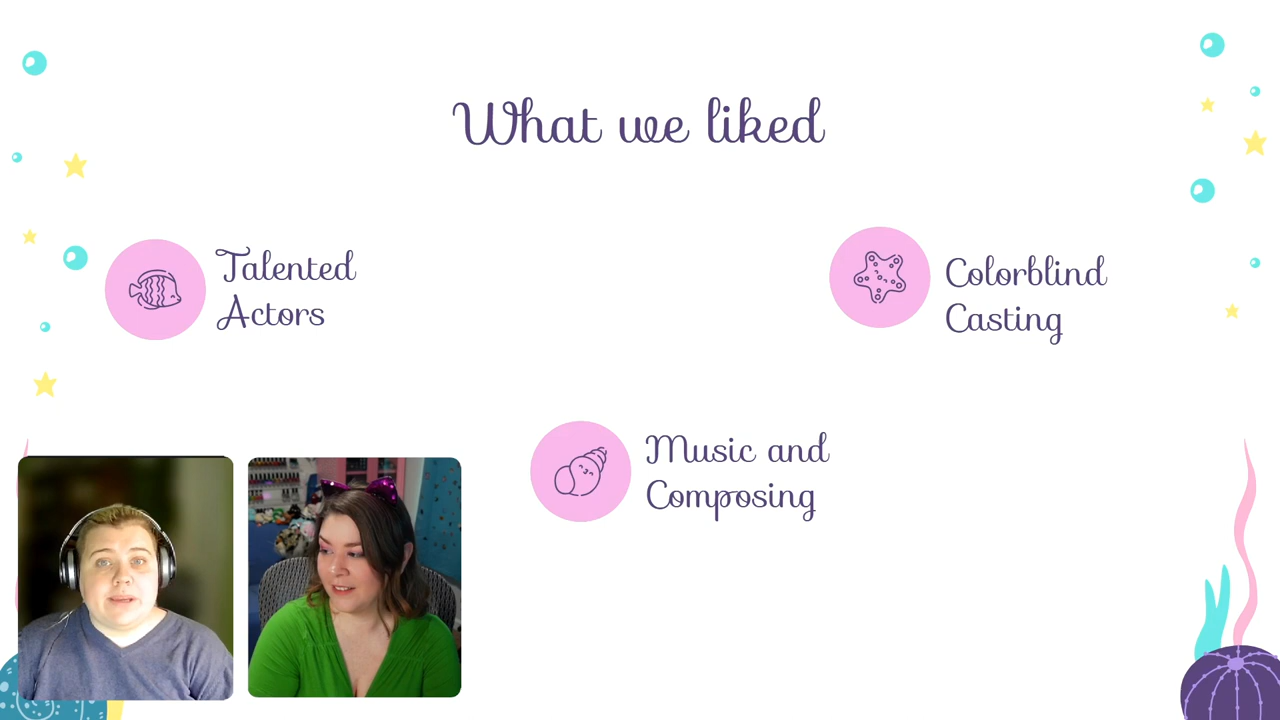 What we liked
Talented
Actors
Colorblind
Casting
Music and
Composing